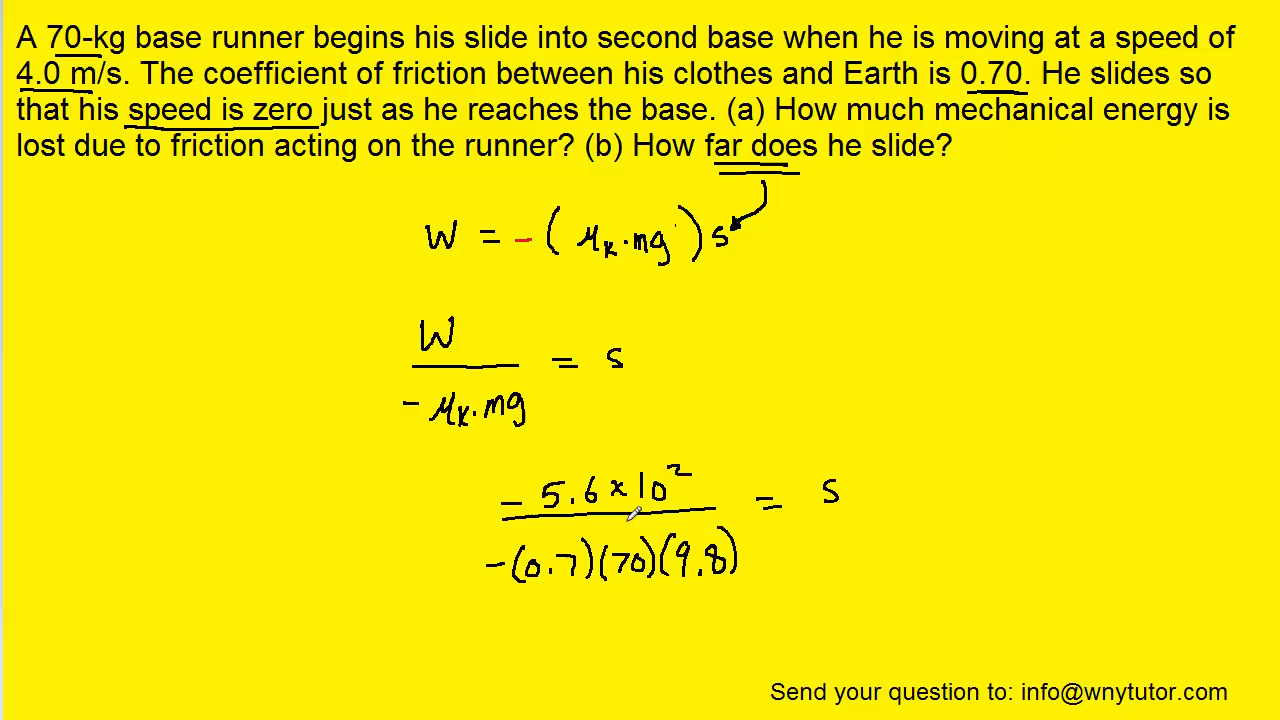 A 70-kg base runner begins his slide into second base when he is moving at a speed of
4.0 m/s. The coefficient of friction between his clothes and Earth is 0.70. He slides so
that his speed is zero just as he reaches the base. (a) How much mechanical energy is
lost due to friction acting on the runner? (b) How far does he slide?
W = -(μk·mg)s
W
-μk·mg
= s
-5.6×10²
-(0.7)(70)(9.8)
= s
Send your question to: info@wnytutor.com